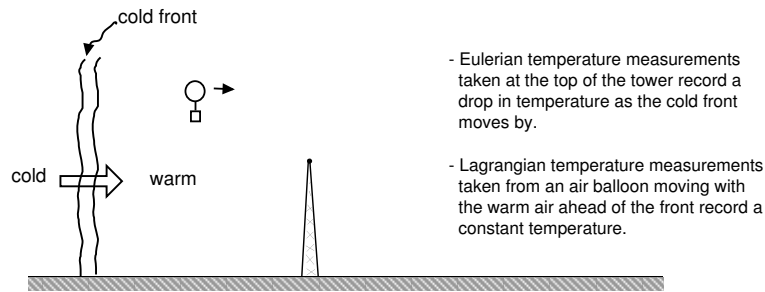 cold front
cold
warm
- Eulerian temperature measurements
taken at the top of the tower record a
drop in temperature as the cold front
moves by.
- Lagrangian temperature measurements
taken from an air balloon moving with
the warm air ahead of the front record a
constant temperature.